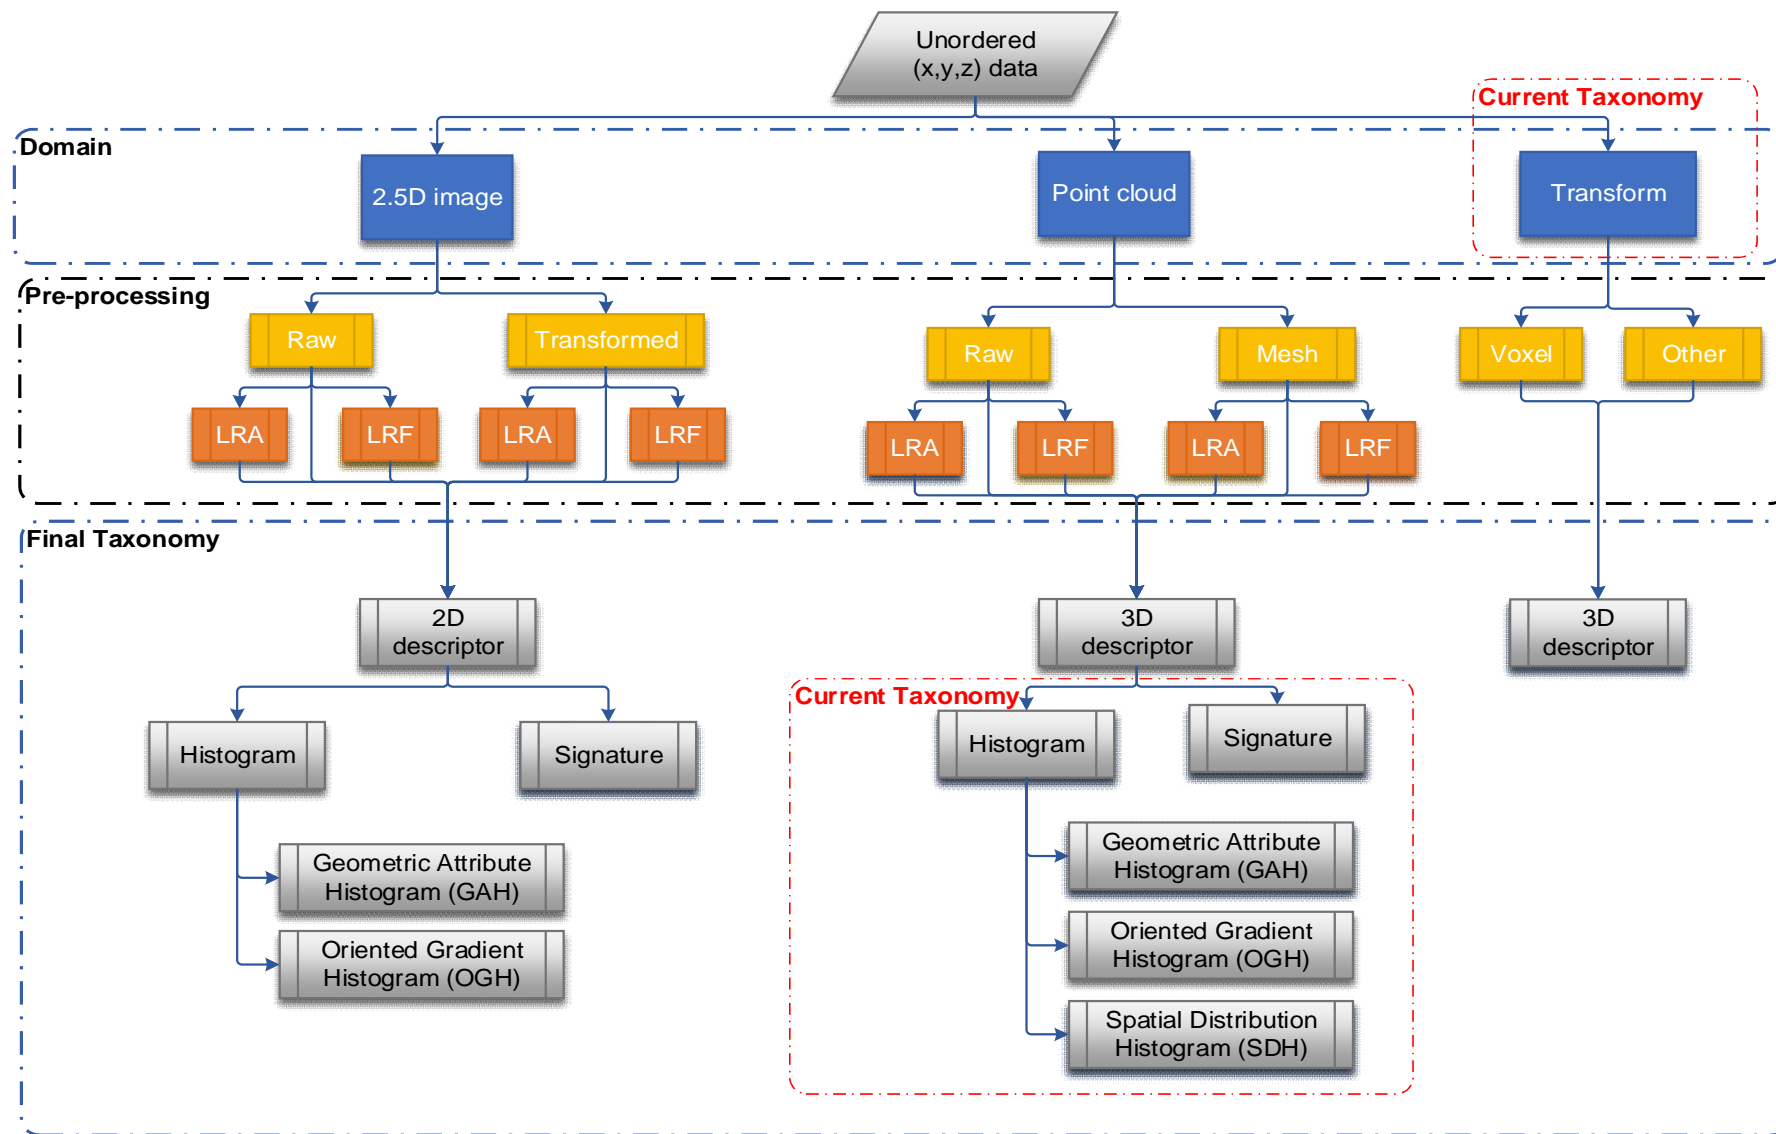 Unordered
(x,y,z) data
Current Taxonomy
Domain
2.5D image
Point cloud
Transform
Pre-processing
Raw
Transformed
Raw
Mesh
Voxel
Other
LRA
LRF
LRA
LRF
LRA
LRF
LRA
LRF
Final Taxonomy
2D
descriptor
3D
descriptor
3D
descriptor
Current Taxonomy
Histogram
Signature
Histogram
Signature
Geometric Attribute
Histogram (GAH)
Oriented Gradient
Histogram (OGH)
Geometric Attribute
Histogram (GAH)
Oriented Gradient
Histogram (OGH)
Spatial Distribution
Histogram (SDH)